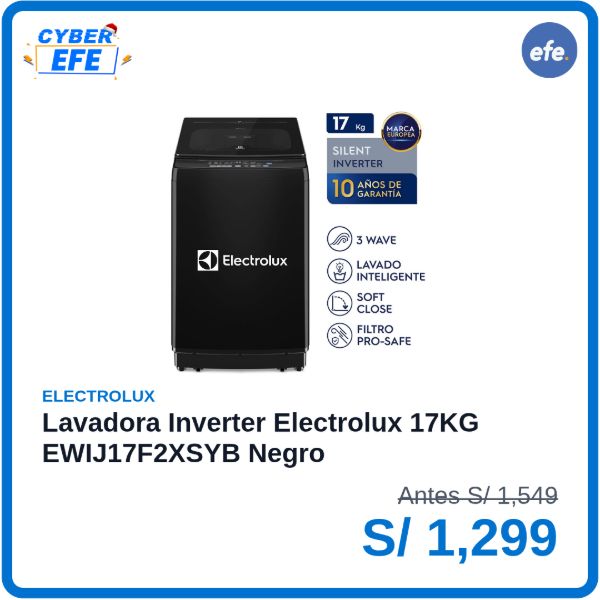 CYBER
EFE
efe.
17 Kg
MARCA
EUROPEA
SILENT
INVERTER
10 AÑOS DE
GARANTÍA
3 WAVE
LAVADO
INTELIGENTE
SOFT
CLOSE
FILTRO
PRO-SAFE
Electrolux
ELECTROLUX
Lavadora Inverter Electrolux 17KG
EWIJ17F2XSYB Negro
Antes S/ 1,549
S/ 1,299